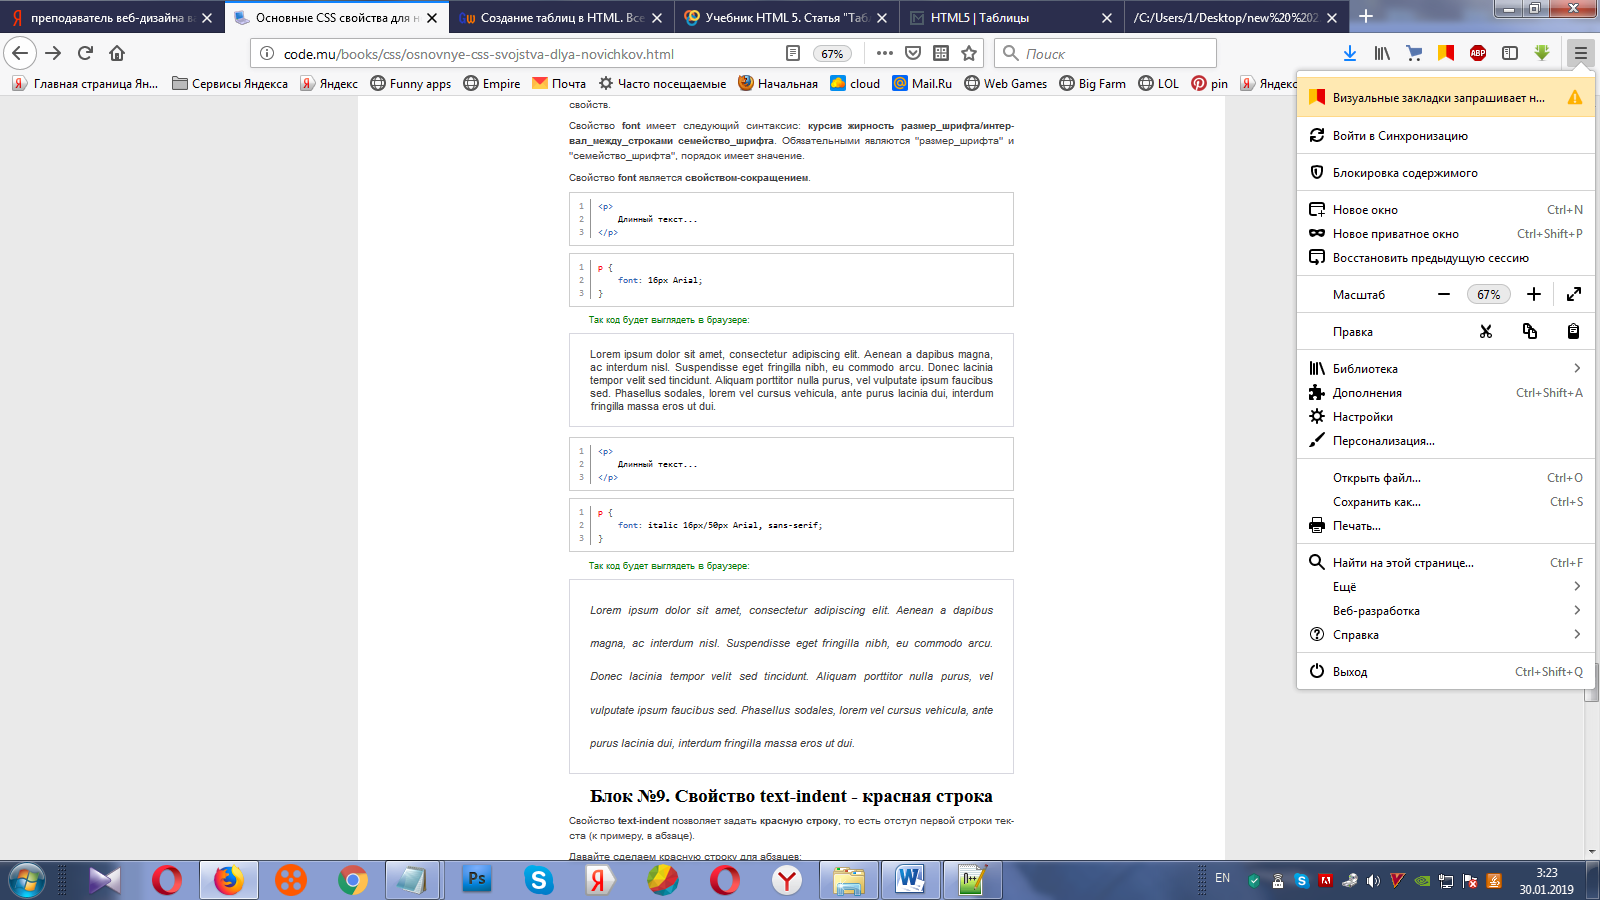 преподаватель веб-дизайна ва
Основные CSS свойства для н
Создание таблиц в HTML. Все
Учебник HTML 5. Статья "Таб
HTML5 | Таблицы
/C:/Users/1/Desktop/new%20%202
code.mu/books/css/osnovnye-css-svojstva-dlya-novichkov.html
67%
Поиск
Главная страница Ян...
Сервисы Яндекса
Яндекс
Funny apps
Empire
Почта
Часто посещаемые
Начальная
cloud
Mail.Ru
Web Games
Big Farm
LOL
pin
Яндекс
свойств.
Свойство font имеет следующий синтаксис: курсив жирность размер_шрифта/интер-
вал_между_строками семейство_шрифта. Обязательными являются "размер_шрифта" и
"семейство_шрифта", порядок имеет значение.
Свойство font является свойством-сокращением.
1 <p>
2 Длинный текст...
3 </p>
1 p {
2 font: 16px Arial;
3 }
Так код будет выглядеть в браузере:
Lorem ipsum dolor sit amet, consectetur adipiscing elit. Aenean a dapibus magna,
ac interdum nisl. Suspendisse eget fringilla nibh, eu commodo arcu. Donec lacinia
tempor velit sed tincidunt. Aliquam porttitor nulla purus, vel vulputate ipsum faucibus
sed. Phasellus sodales, lorem vel cursus vehicula, ante purus lacinia dui, interdum
fringilla massa eros ut dui.
1 <p>
2 Длинный текст...
3 </p>
1 p {
2 font: italic 16px/50px Arial, sans-serif;
3 }
Так код будет выглядеть в браузере:
Lorem ipsum dolor sit amet, consectetur adipiscing elit. Aenean a dapibus
magna, ac interdum nisl. Suspendisse eget fringilla nibh, eu commodo arcu.
Donec lacinia tempor velit sed tincidunt. Aliquam porttitor nulla purus, vel
vulputate ipsum faucibus sed. Phasellus sodales, lorem vel cursus vehicula, ante
purus lacinia dui, interdum fringilla massa eros ut dui.
Блок №9. Свойство text-indent - красная строка
Свойство text-indent позволяет задать красную строку, то есть отступ первой строки тек-
ста (к примеру, в абзаце).
Давайте сделаем красную строку для абзацев:
Визуальные закладки запрашивает н...
Войти в Синхронизацию
Блокировка содержимого
Новое окно Ctrl+N
Новое приватное окно Ctrl+Shift+P
Восстановить предыдущую сессию
Масштаб 67%
Правка
Библиотека
Дополнения Ctrl+Shift+A
Настройки
Персонализация...
Открыть файл... Ctrl+O
Сохранить как... Ctrl+S
Печать...
Найти на этой странице... Ctrl+F
Ещё
Веб-разработка
Справка
Выход Ctrl+Shift+Q
EN
3:23
30.01.2019